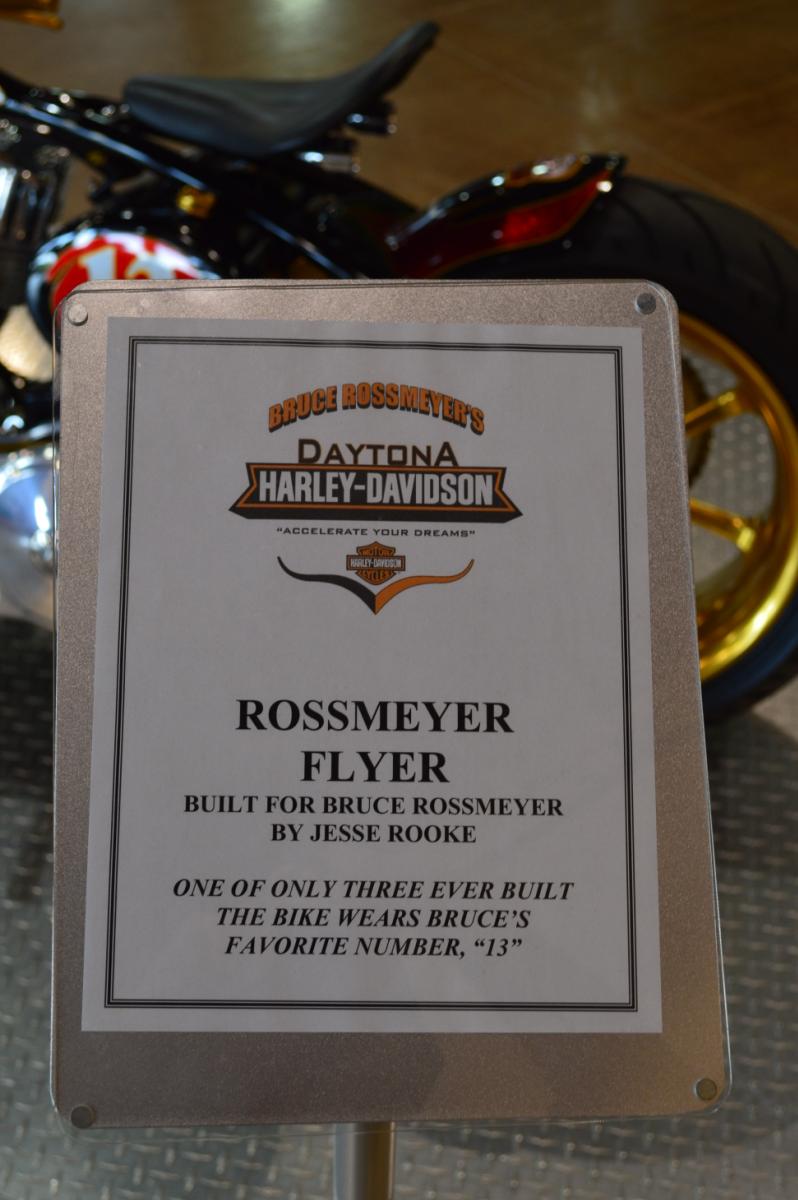 BRUCE ROSSMEYER'S
DAYTONA
HARLEY-DAVIDSON
"ACCELERATE YOUR DREAMS"
MOTOR
HARLEY-DAVIDSON
CYCLES
ROSSMEYER
FLYER
BUILT FOR BRUCE ROSSMEYER
BY JESSE ROOKE
ONE OF ONLY THREE EVER BUILT
THE BIKE WEARS BRUCE'S
FAVORITE NUMBER, "13"